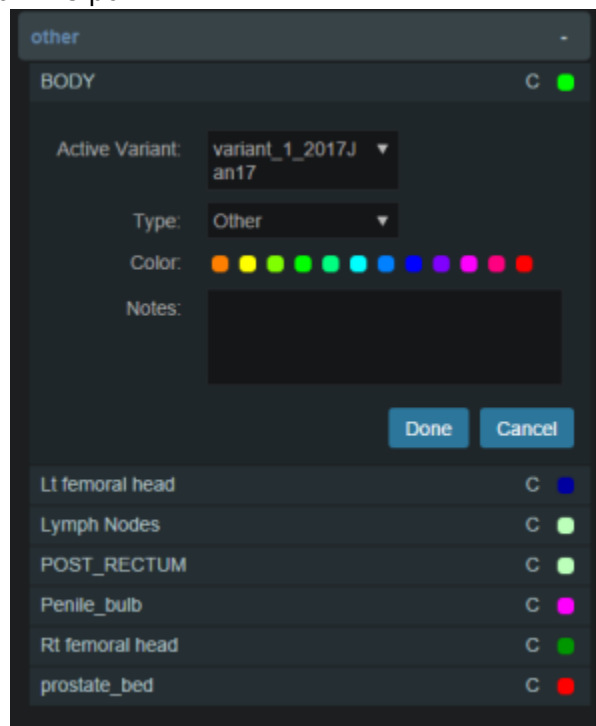 other -
BODY C
Active Variant: variant_1_2017J ▼
an17
Type: Other ▼
Color:
Notes:
Done Cancel
Lt femoral head C
Lymph Nodes C
POST_RECTUM C
Penile_bulb C
Rt femoral head C
prostate_bed C